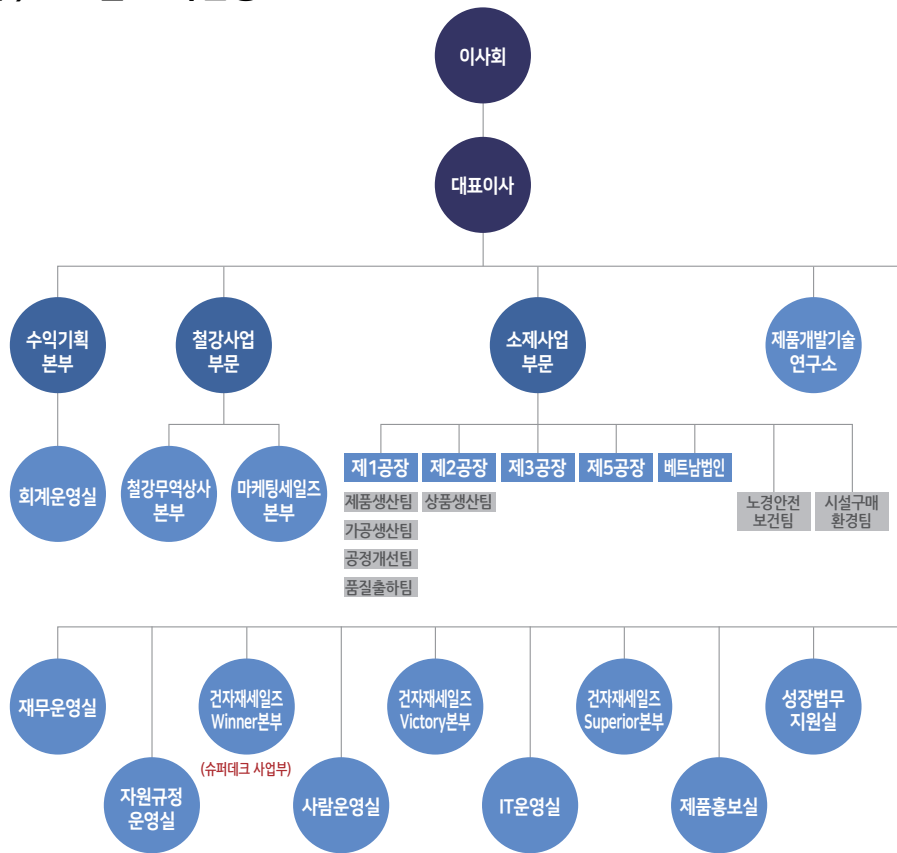 이사회
대표이사
수익기획
본부
철강사업
부문
소제사업
부문
제품개발기술
연구소
회계운영실
철강무역상사
본부
마케팅세일즈
본부
제1공장
제2공장
제3공장
제5공장
베트남법인
제품생산팀
상품생산팀
가공생산팀
공정개선팀
품질출하팀
노경안전
보건팀
시설구매
환경팀
재무운영실
건자재세일즈
Winner본부
(슈퍼데크 사업부)
건자재세일즈
Victory본부
건자재세일즈
Superior본부
성장법무
지원실
자원규정
운영실
사람운영실
IT운영실
제품홍보실